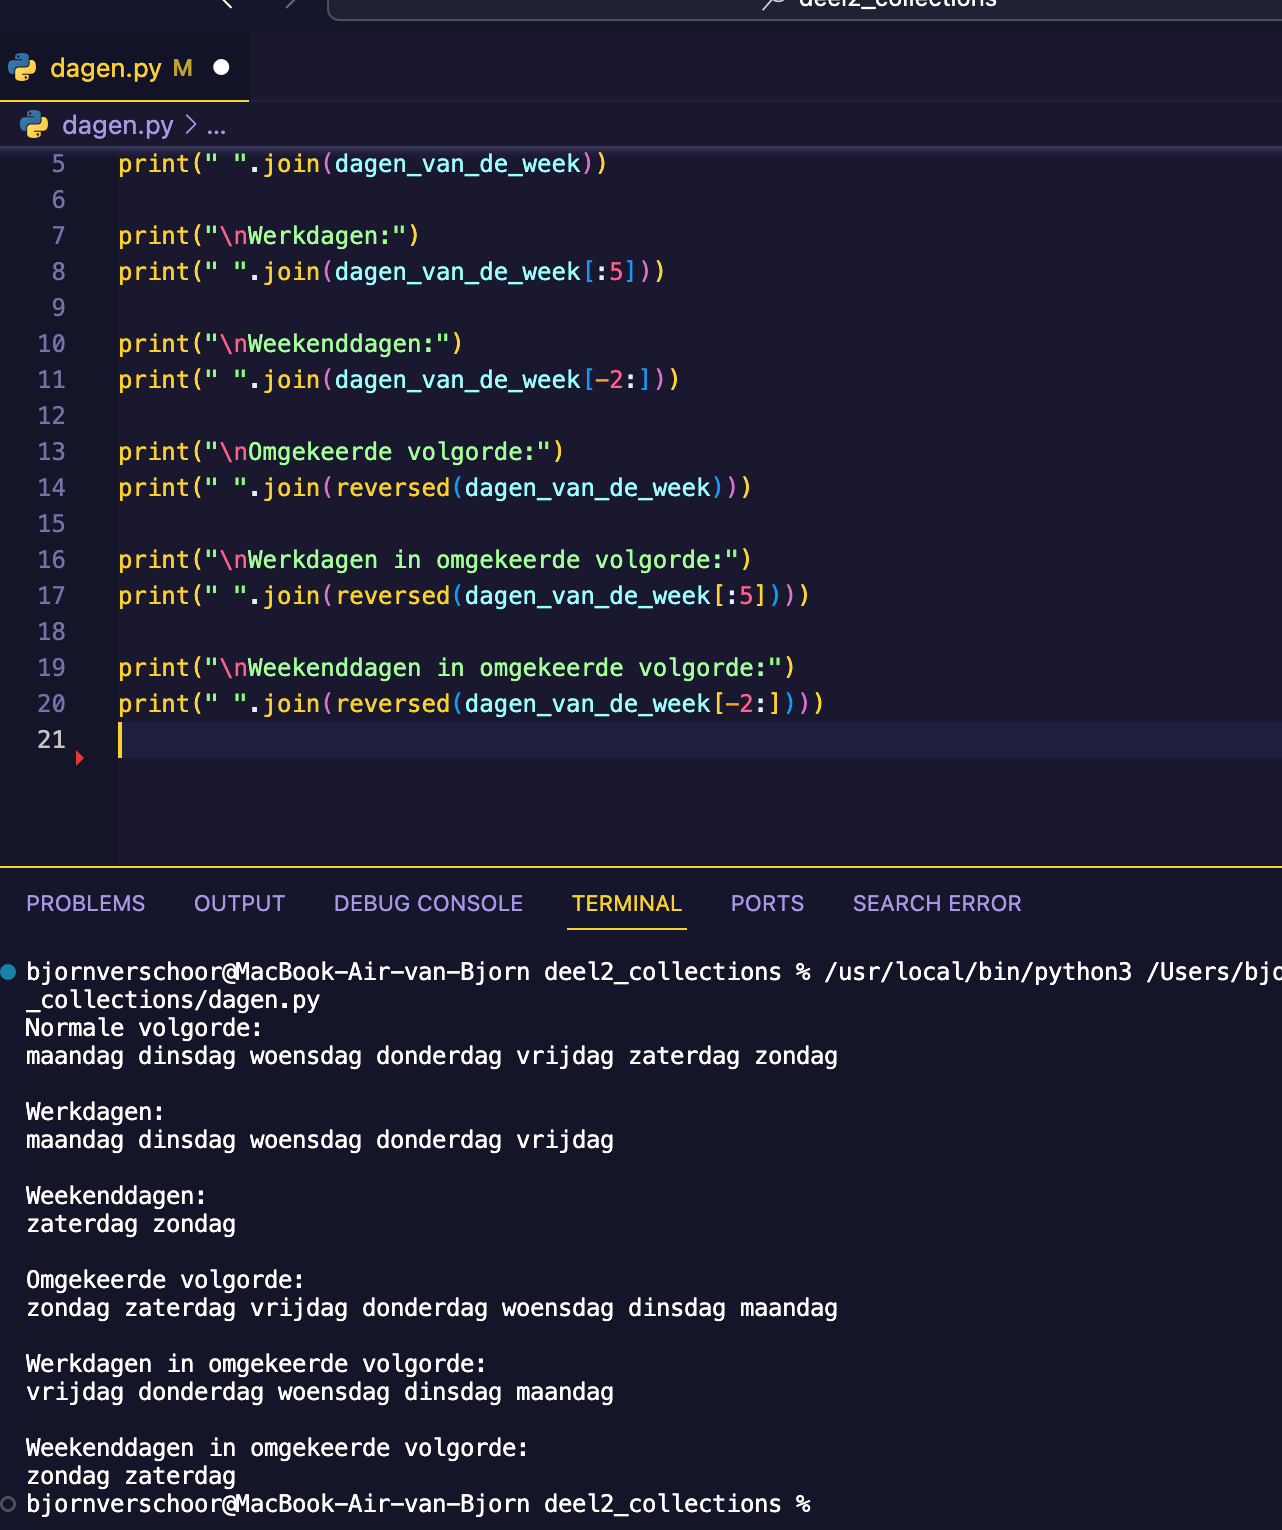 deel2_collections
dagen.py M
dagen.py > ...
5 print(" ".join(dagen_van_de_week))
6
7 print("\nWerkdagen:")
8 print(" ".join(dagen_van_de_week[:5]))
9
10 print("\nWeekenddagen:")
11 print(" ".join(dagen_van_de_week[-2:]))
12
13 print("\nOmgekeerde volgorde:")
14 print(" ".join(reversed(dagen_van_de_week)))
15
16 print("\nWerkdagen in omgekeerde volgorde:")
17 print(" ".join(reversed(dagen_van_de_week[:5])))
18
19 print("\nWeekenddagen in omgekeerde volgorde:")
20 print(" ".join(reversed(dagen_van_de_week[-2:])))
21
PROBLEMS OUTPUT DEBUG CONSOLE TERMINAL PORTS SEARCH ERROR
bjornverschoor@MacBook-Air-van-Bjorn deel2_collections % /usr/local/bin/python3 /Users/bjo
_collections/dagen.py
Normale volgorde:
maandag dinsdag woensdag donderdag vrijdag zaterdag zondag
Werkdagen:
maandag dinsdag woensdag donderdag vrijdag
Weekenddagen:
zaterdag zondag
Omgekeerde volgorde:
zondag zaterdag vrijdag donderdag woensdag dinsdag maandag
Werkdagen in omgekeerde volgorde:
vrijdag donderdag woensdag dinsdag maandag
Weekenddagen in omgekeerde volgorde:
zondag zaterdag
bjornverschoor@MacBook-Air-van-Bjorn deel2_collections %